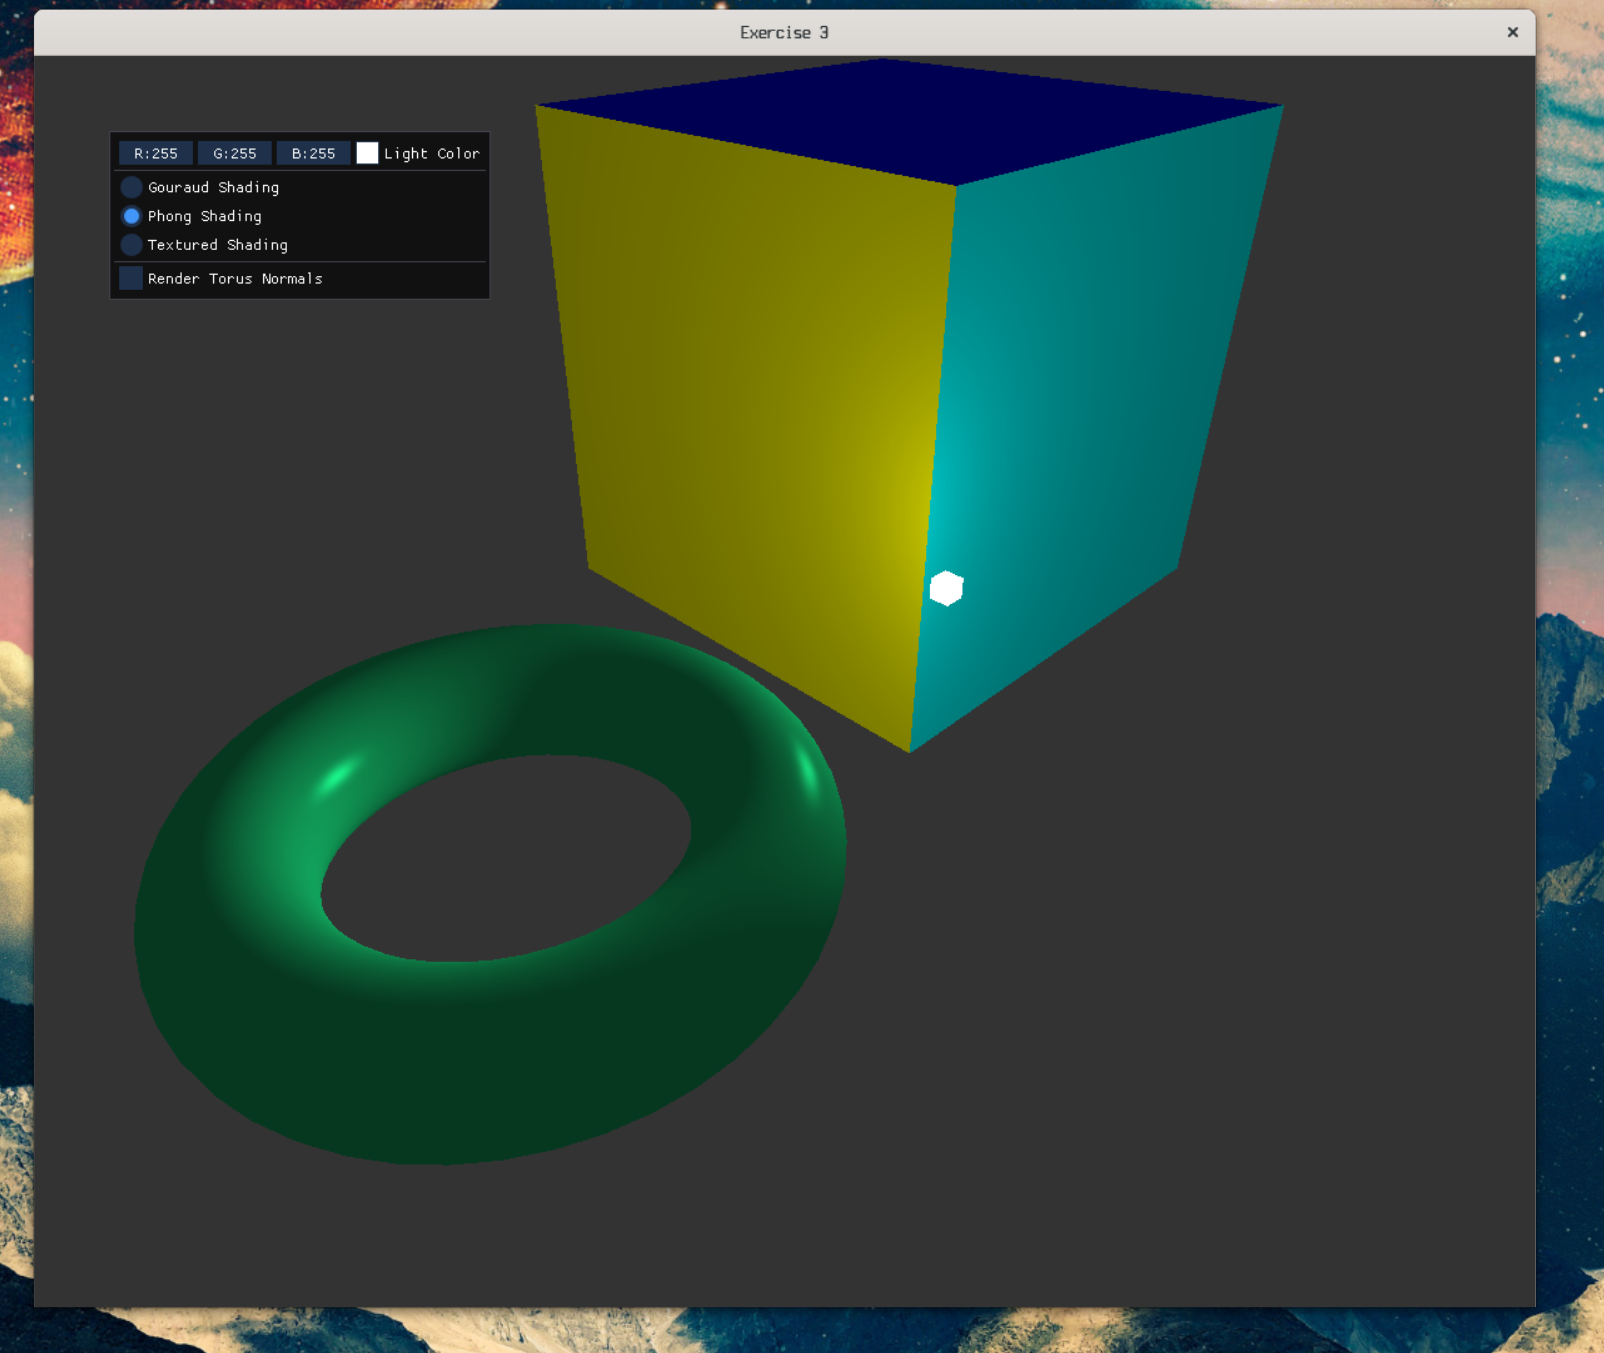 Exercise 3
R:255 G:255 B:255 Light Color
Gouraud Shading
Phong Shading
Textured Shading
Render Torus Normals